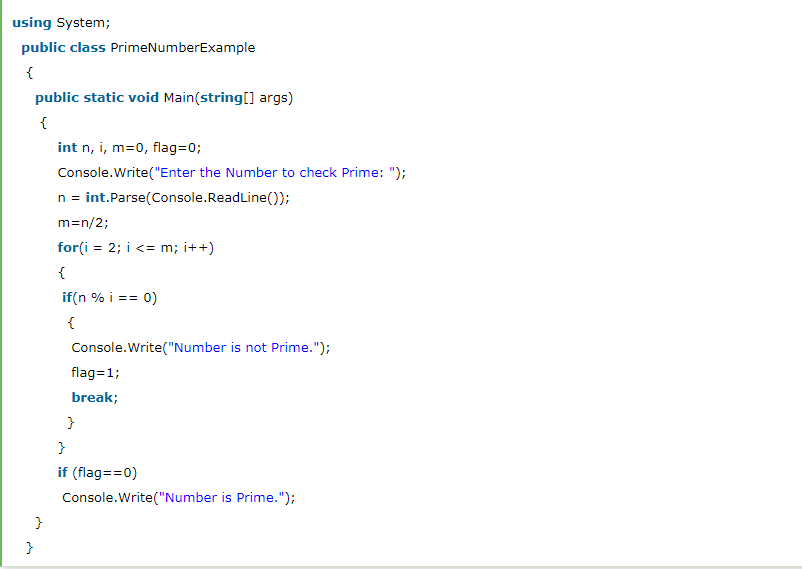 using System;
public class PrimeNumberExample
{
public static void Main(string[] args)
{
int n, i, m=0, flag=0;
Console.Write("Enter the Number to check Prime: ");
n = int.Parse(Console.ReadLine());
m=n/2;
for(i = 2; i <= m; i++)
{
if(n % i == 0)
{
Console.Write("Number is not Prime.");
flag=1;
break;
}
}
if (flag==0)
Console.Write("Number is Prime.");
}
}